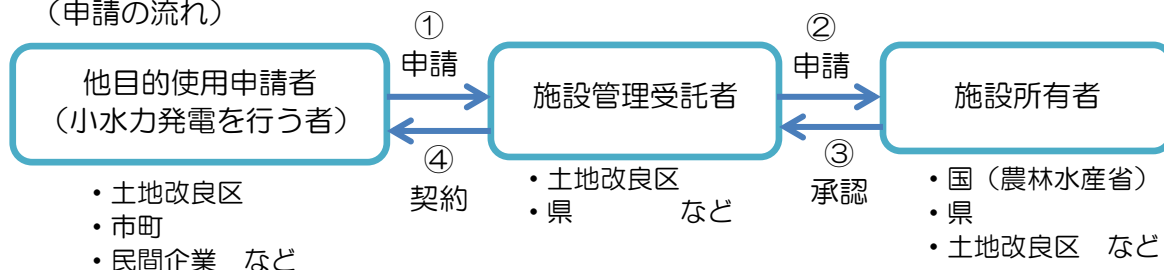 （申請の流れ）
①
申請
②
申請
他目的使用申請者
（小水力発電を行う者）
施設管理受託者
施設所有者
④
契約
③
承認
・土地改良区
・市町
・民間企業　など
・土地改良区
・県　　　　など
・国（農林水産省）
・県
・土地改良区　など